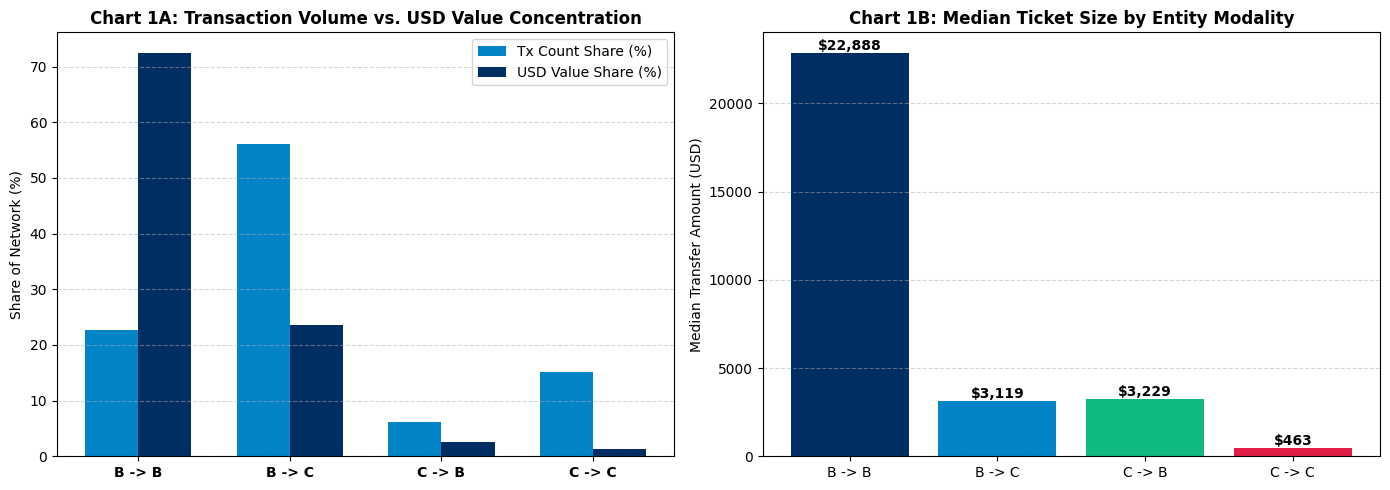 Chart 1A: Transaction Volume vs. USD Value Concentration
Tx Count Share (%)
USD Value Share (%)
Share of Network (%)
70
60
50
40
30
20
10
0
B -> B
B -> C
C -> B
C -> C
Chart 1B: Median Ticket Size by Entity Modality
Median Transfer Amount (USD)
20000
15000
10000
5000
0
$22,888
$3,119
$3,229
$463
B -> B
B -> C
C -> B
C -> C